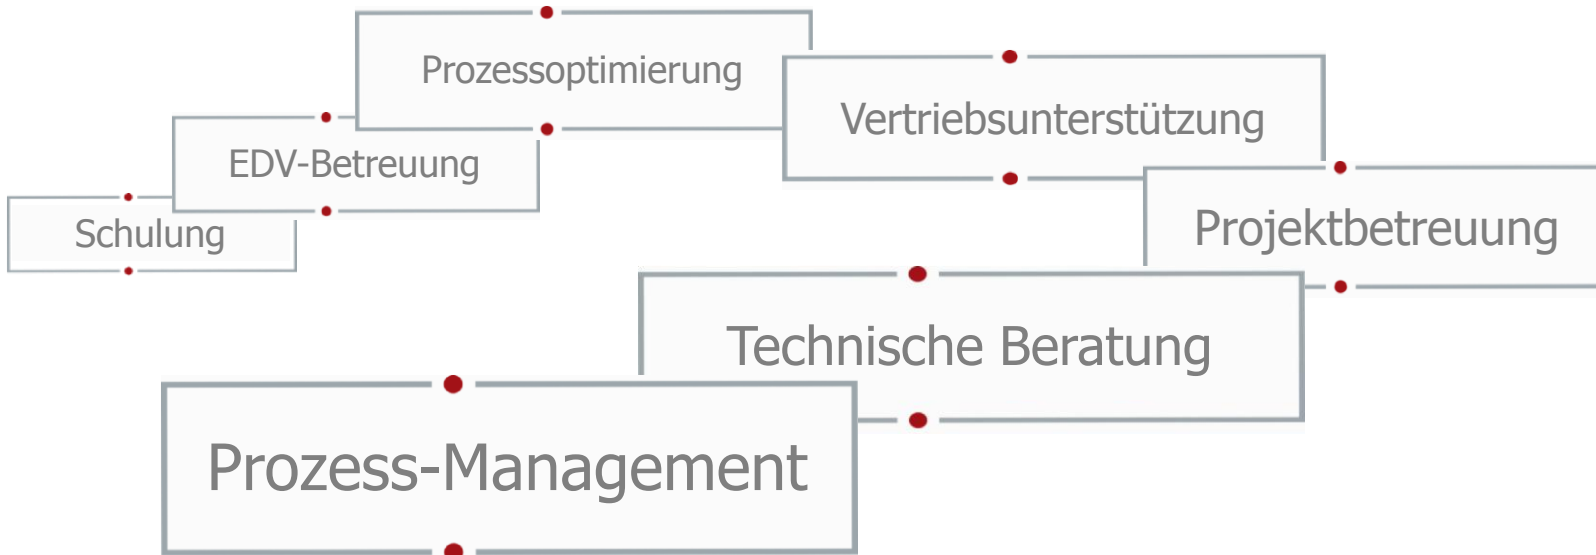 Prozessoptimierung
Vertriebsunterstützung
EDV-Betreuung
Schulung
Projektbetreuung
Technische Beratung
Prozess-Management